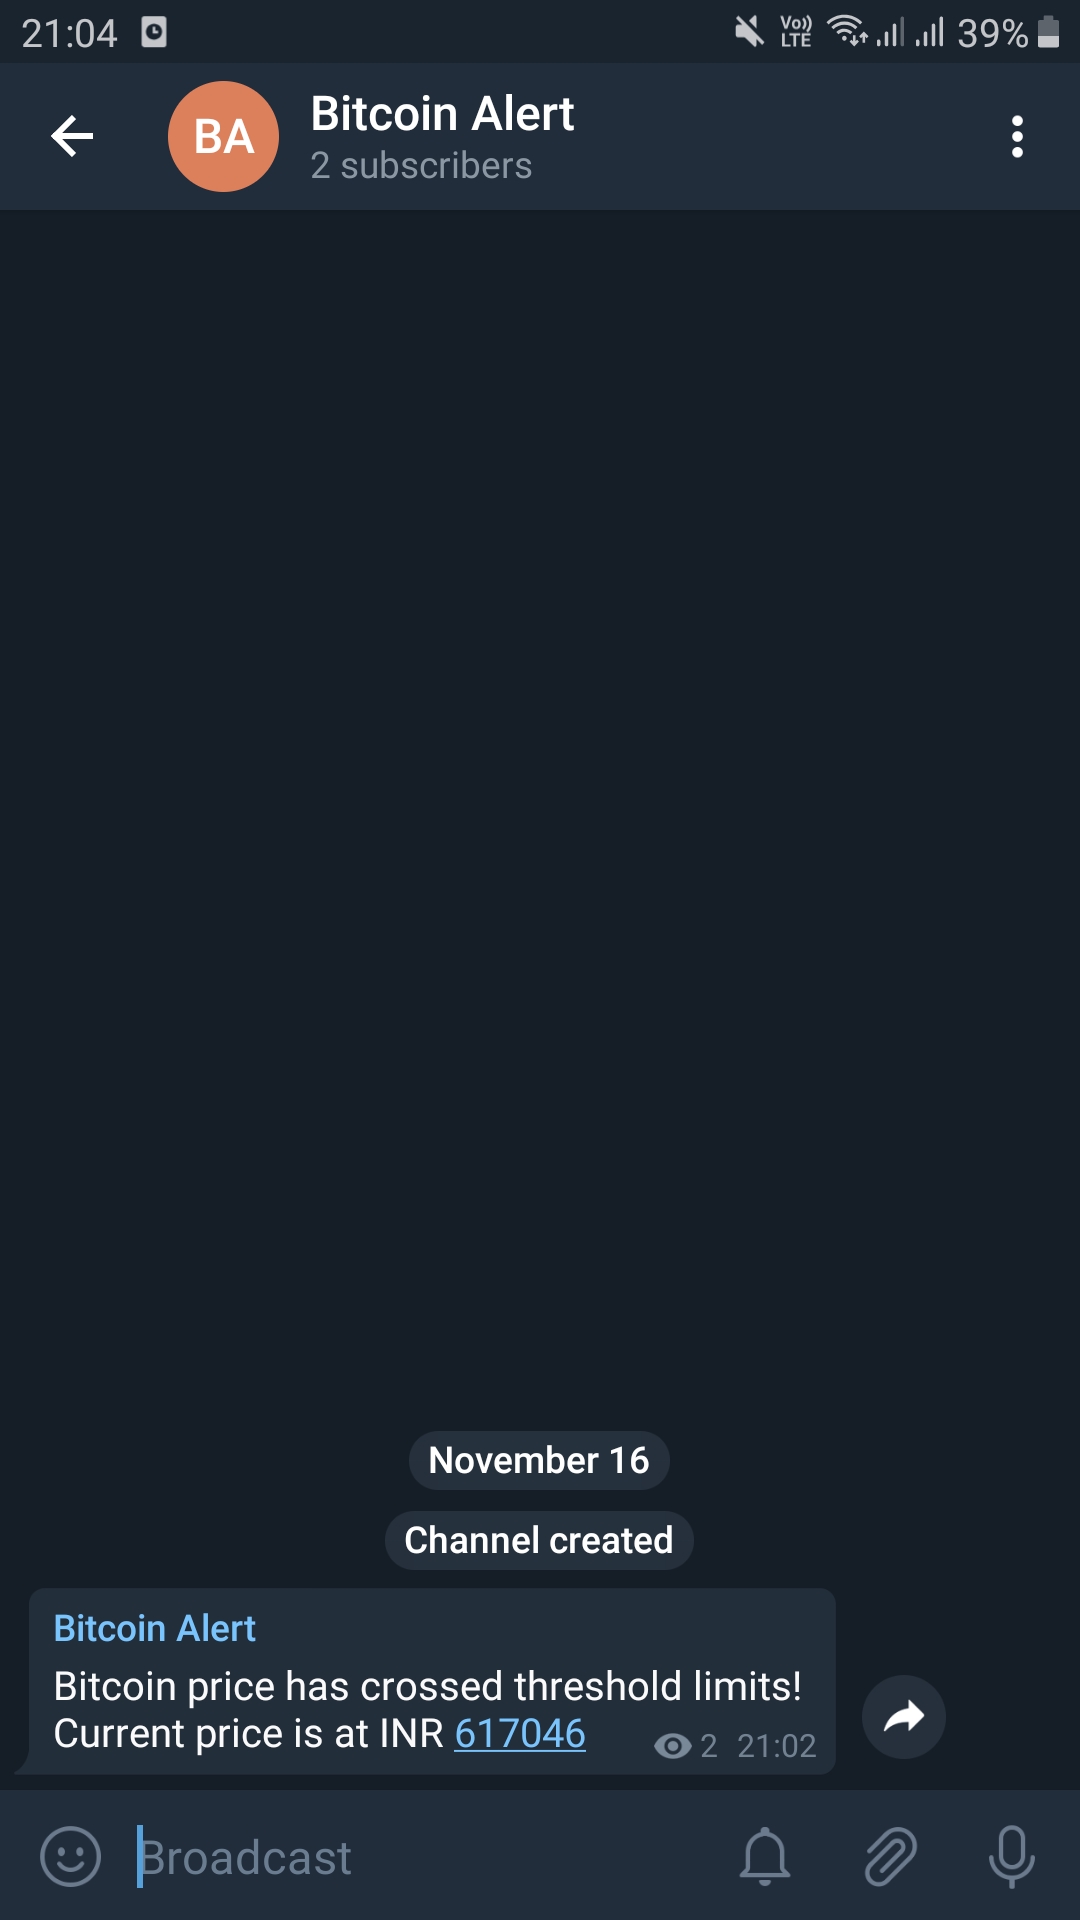 21:04
Vo)) LTE
39%
BA
Bitcoin Alert
2 subscribers
November 16
Channel created
Bitcoin Alert
Bitcoin price has crossed threshold limits!
Current price is at INR 617046
2 21:02
Broadcast